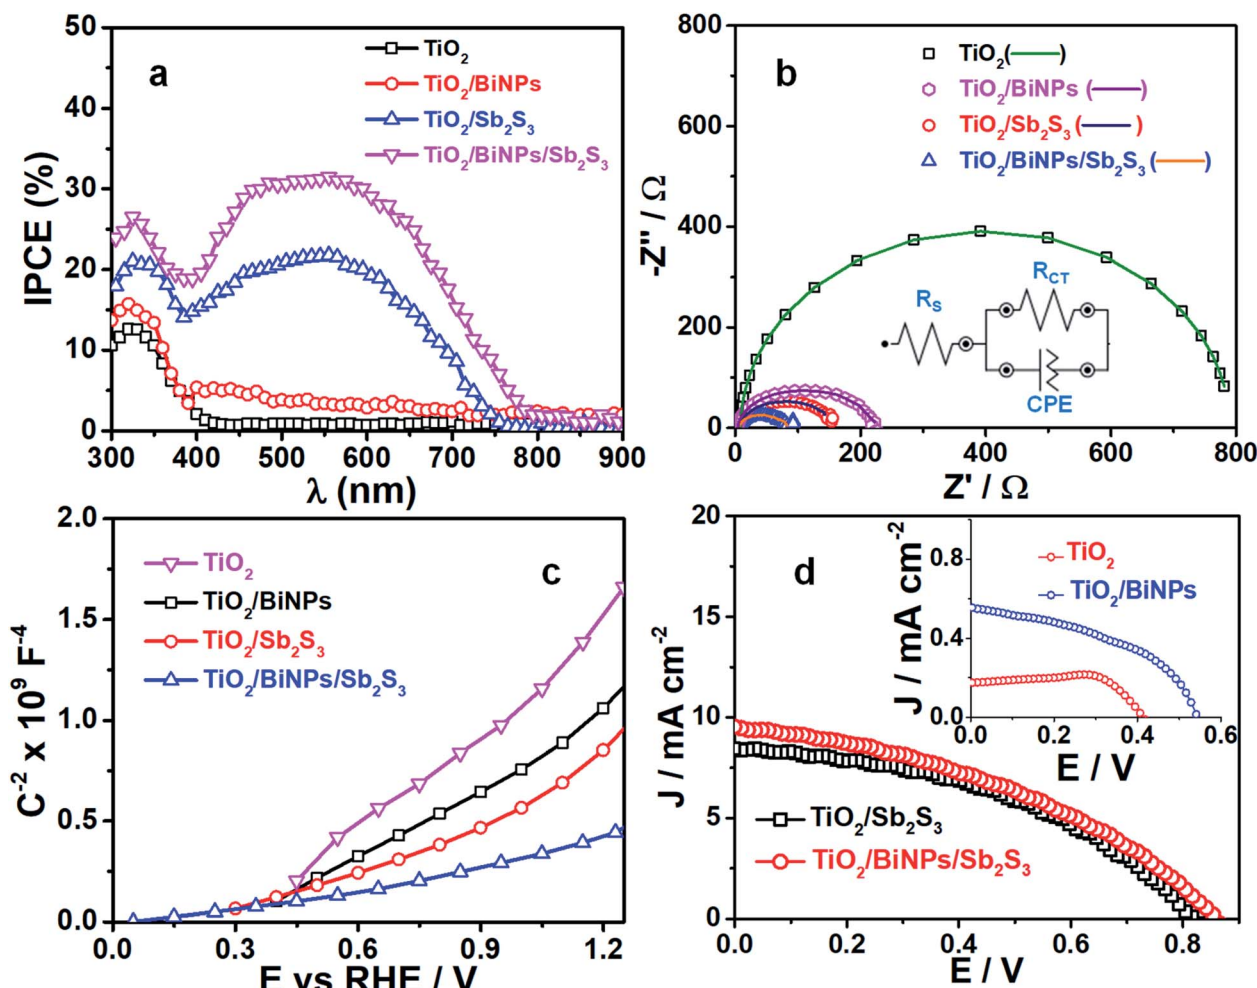 a
TiO2
TiO2/BiNPs
TiO2/Sb2S3
TiO2/BiNPs/Sb2S3
IPCE (%)
50
40
30
20
10
0
300 400 500 600 700 800 900
λ (nm)
b
TiO2( )
TiO2/BiNPs ( )
TiO2/Sb2S3 ( )
TiO2/BiNPs/Sb2S3 ( )
-Z'' / Ω
800
600
400
200
0
RS
RCT
CPE
0 200 400 600 800
Z' / Ω
c
TiO2
TiO2/BiNPs
TiO2/Sb2S3
TiO2/BiNPs/Sb2S3
C-2 x 109 F-4
2.0
1.5
1.0
0.5
0.0
0.0 0.3 0.6 0.9 1.2
E vs RHE / V
d
J / mA cm-2
20
15
10
5
0
TiO2/Sb2S3
TiO2/BiNPs/Sb2S3
0.0 0.2 0.4 0.6 0.8
E / V
J / mA cm-2
0.8
0.4
0.0
TiO2
TiO2/BiNPs
0.0 0.2 0.4 0.6
E / V